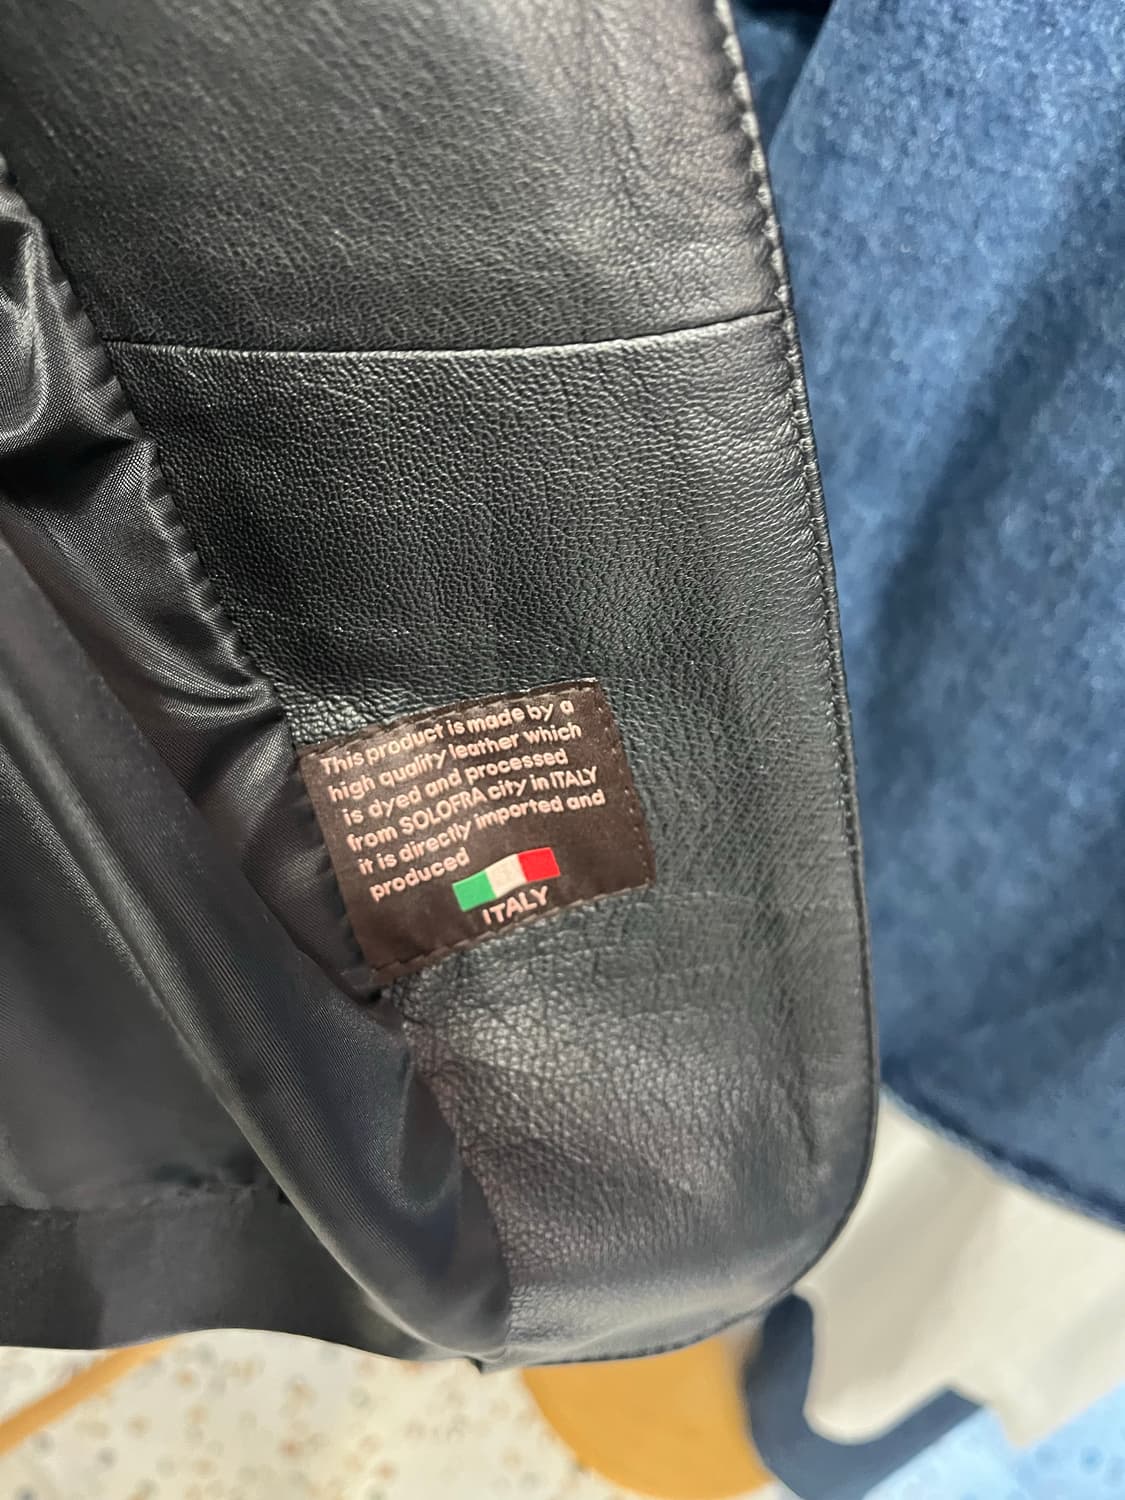 This product is made by a
high quality leather which
is dyed and processed
from SOLOFRA city in ITALY
it is directly imported and
produced
ITALY